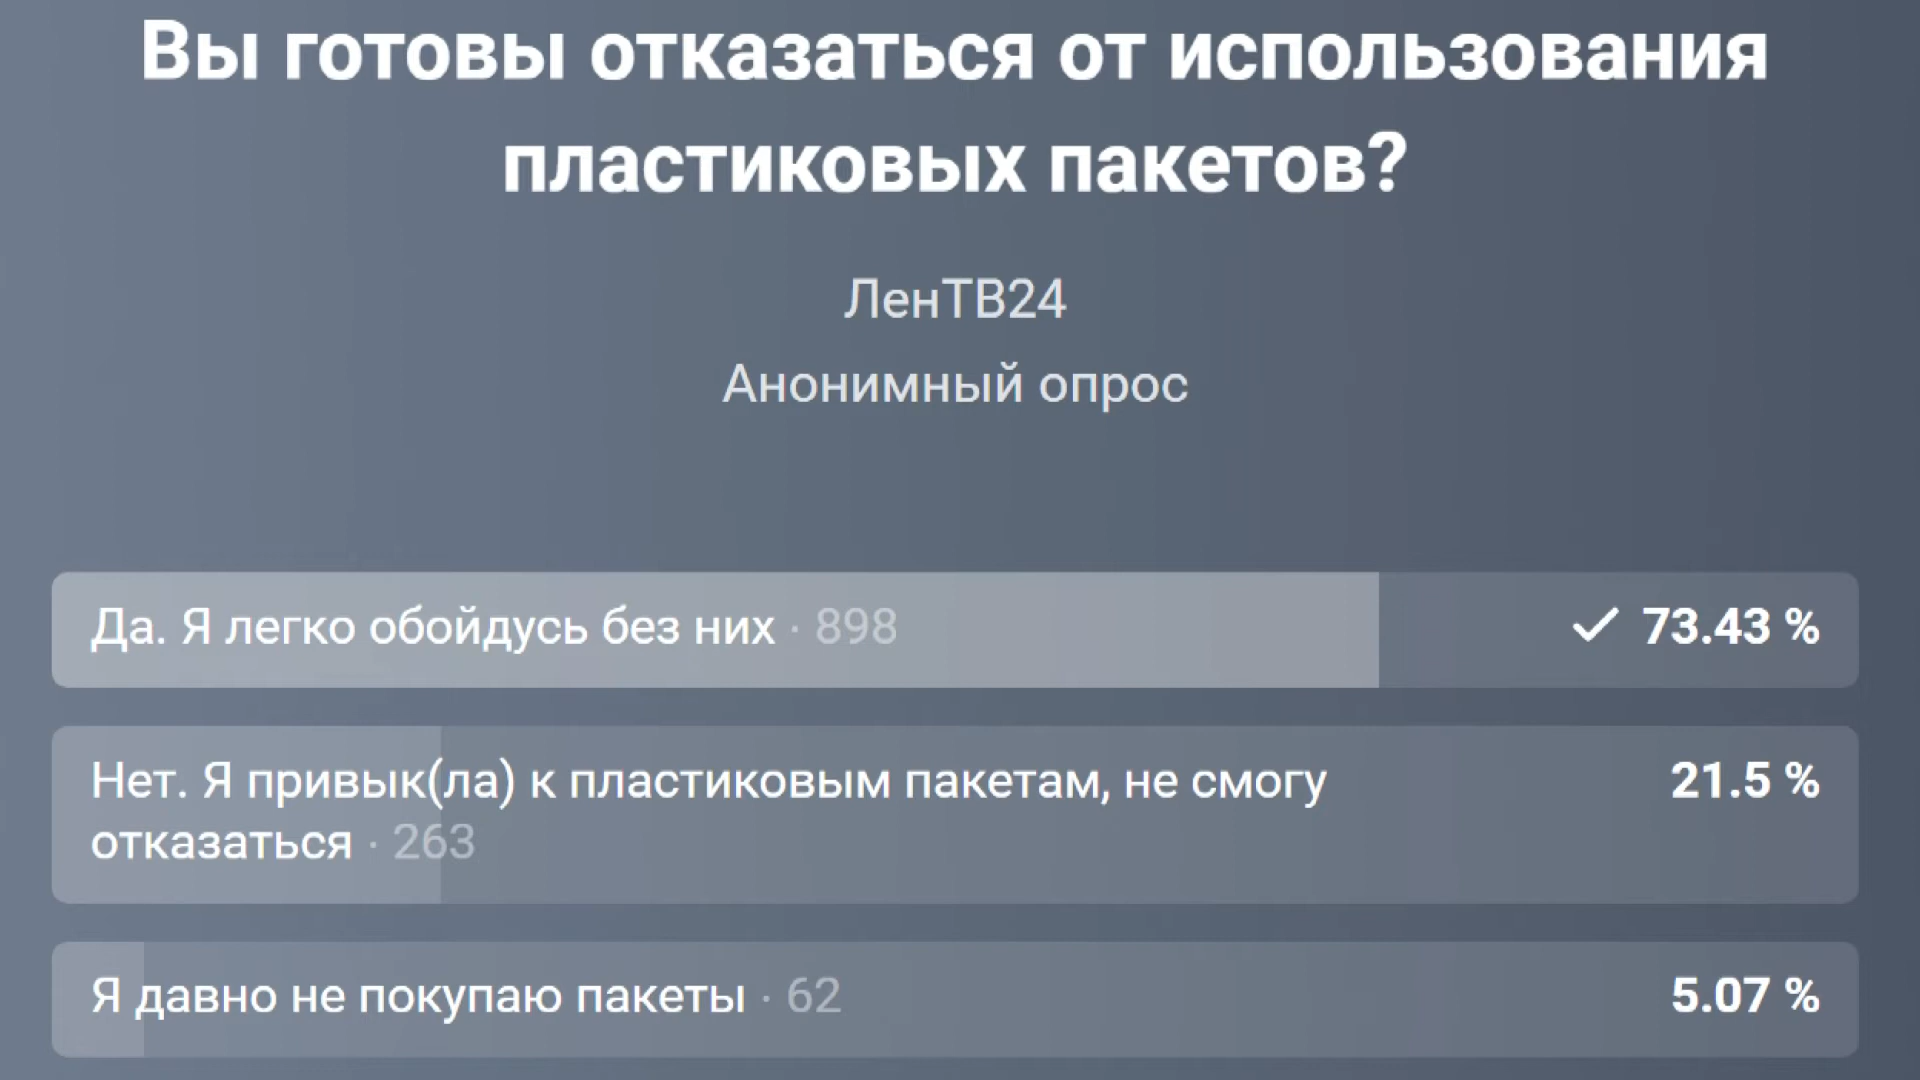 Вы готовы отказаться от использования
пластиковых пакетов?
ЛенТВ24
Анонимный опрос
Да. Я легко обойдусь без них · 898
73.43 %
Нет. Я привык(ла) к пластиковым пакетам, не смогу
отказаться · 263
21.5 %
Я давно не покупаю пакеты · 62
5.07 %